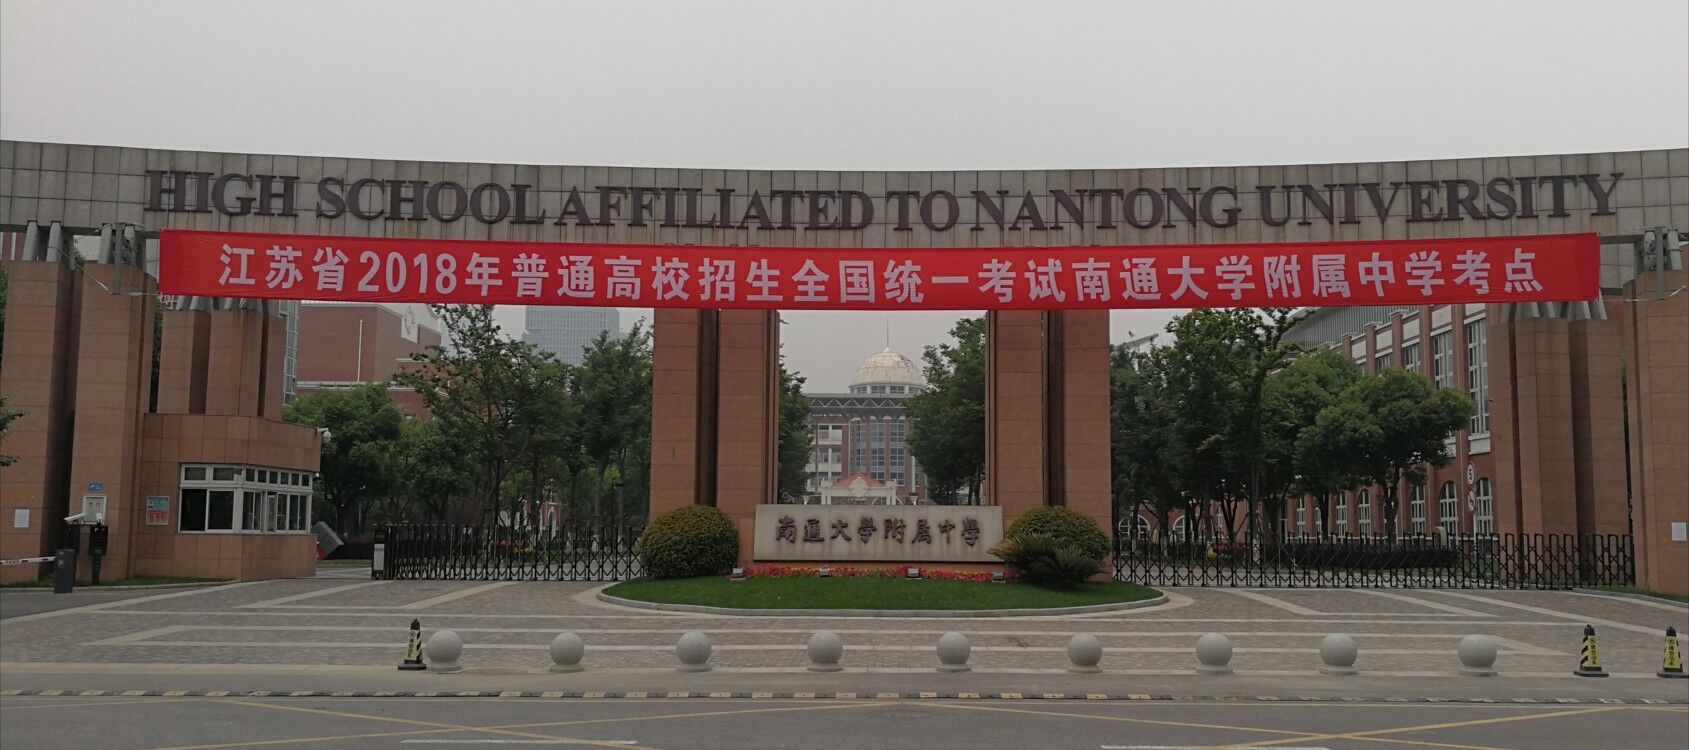 HIGH SCHOOL AFFILIATED TO NANTONG UNIVERSITY
江苏省2018年普通高校招生全国统一考试南通大学附属中学考点
南通大學附属中學